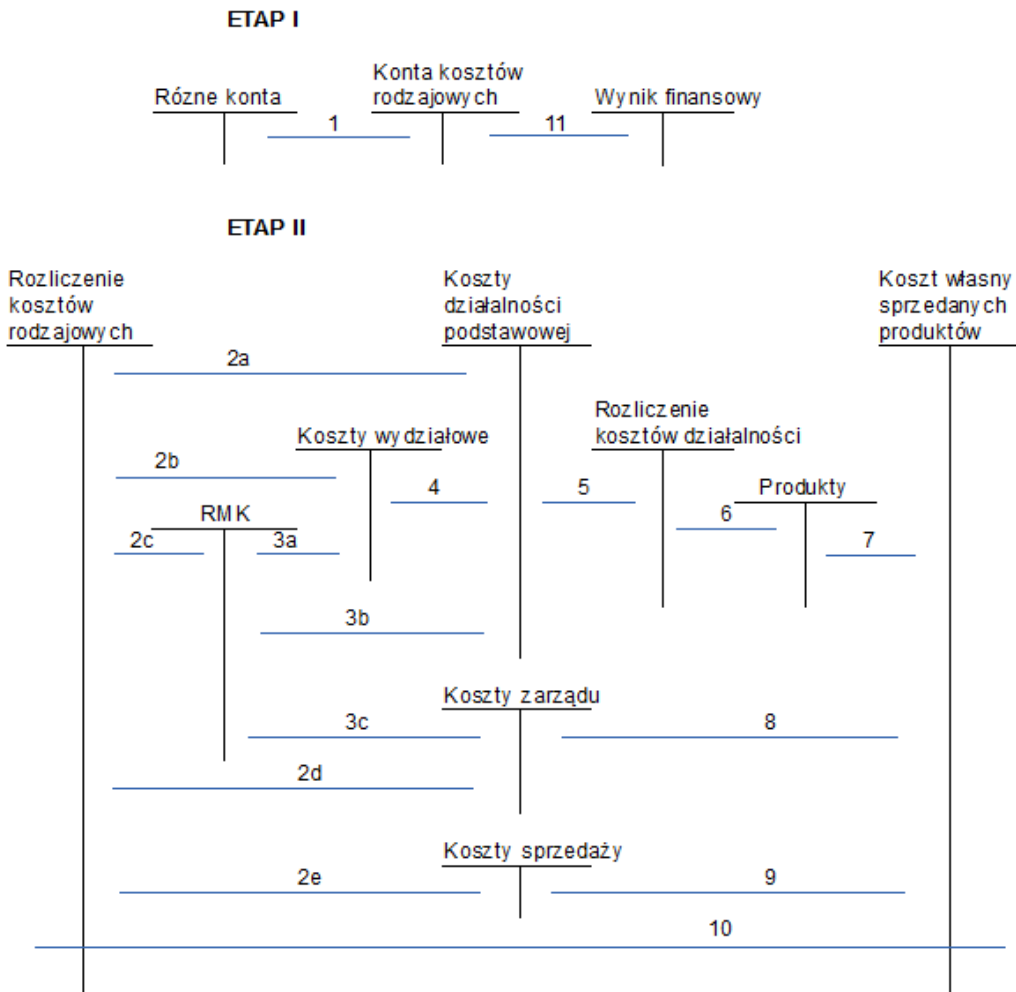 ETAP I
Konta kosztów
Rózne konta rodzajowych Wynik finansowy
1 11
ETAP II
Rozliczenie Koszty Koszt własny
kosztów działalności sprzedanych
rodzajowych podstawowej produktów
2a
Rozliczenie
Koszty wydziałowe kosztów działalności
2b 4 5 Produkty
RMK 6
2c 3a 7
3b
Koszty zarządu
3c 8
2d
Koszty sprzedaży
2e 9
10